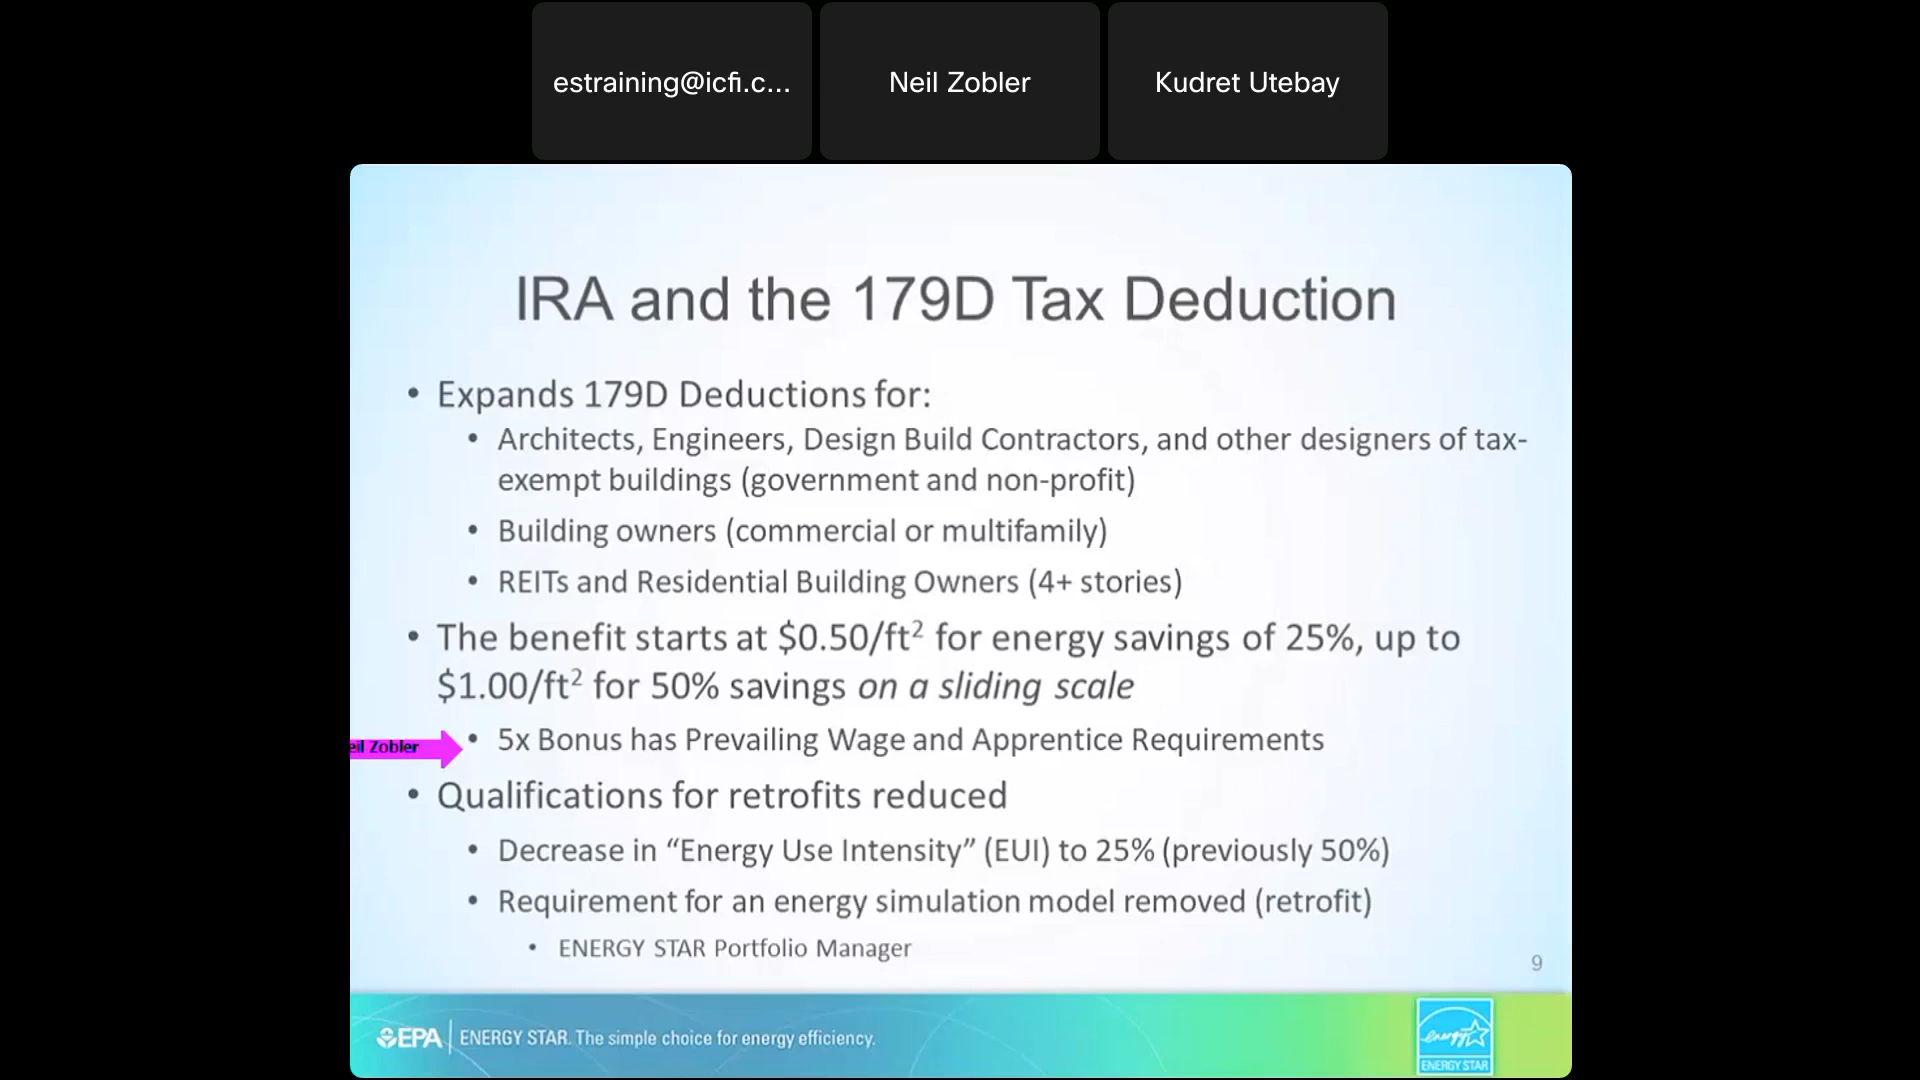 estraining@icfi.c...
Neil Zobler
Kudret Utebay
IRA and the 179D Tax Deduction
• Expands 179D Deductions for:
• Architects, Engineers, Design Build Contractors, and other designers of tax-
exempt buildings (government and non-profit)
• Building owners (commercial or multifamily)
• REITs and Residential Building Owners (4+ stories)
• The benefit starts at $0.50/ft² for energy savings of 25%, up to
$1.00/ft² for 50% savings on a sliding scale
eil Zobler
• 5x Bonus has Prevailing Wage and Apprentice Requirements
• Qualifications for retrofits reduced
• Decrease in “Energy Use Intensity” (EUI) to 25% (previously 50%)
• Requirement for an energy simulation model removed (retrofit)
• ENERGY STAR Portfolio Manager
9
EPA ENERGY STAR. The simple choice for energy efficiency.
energy
ENERGY STAR